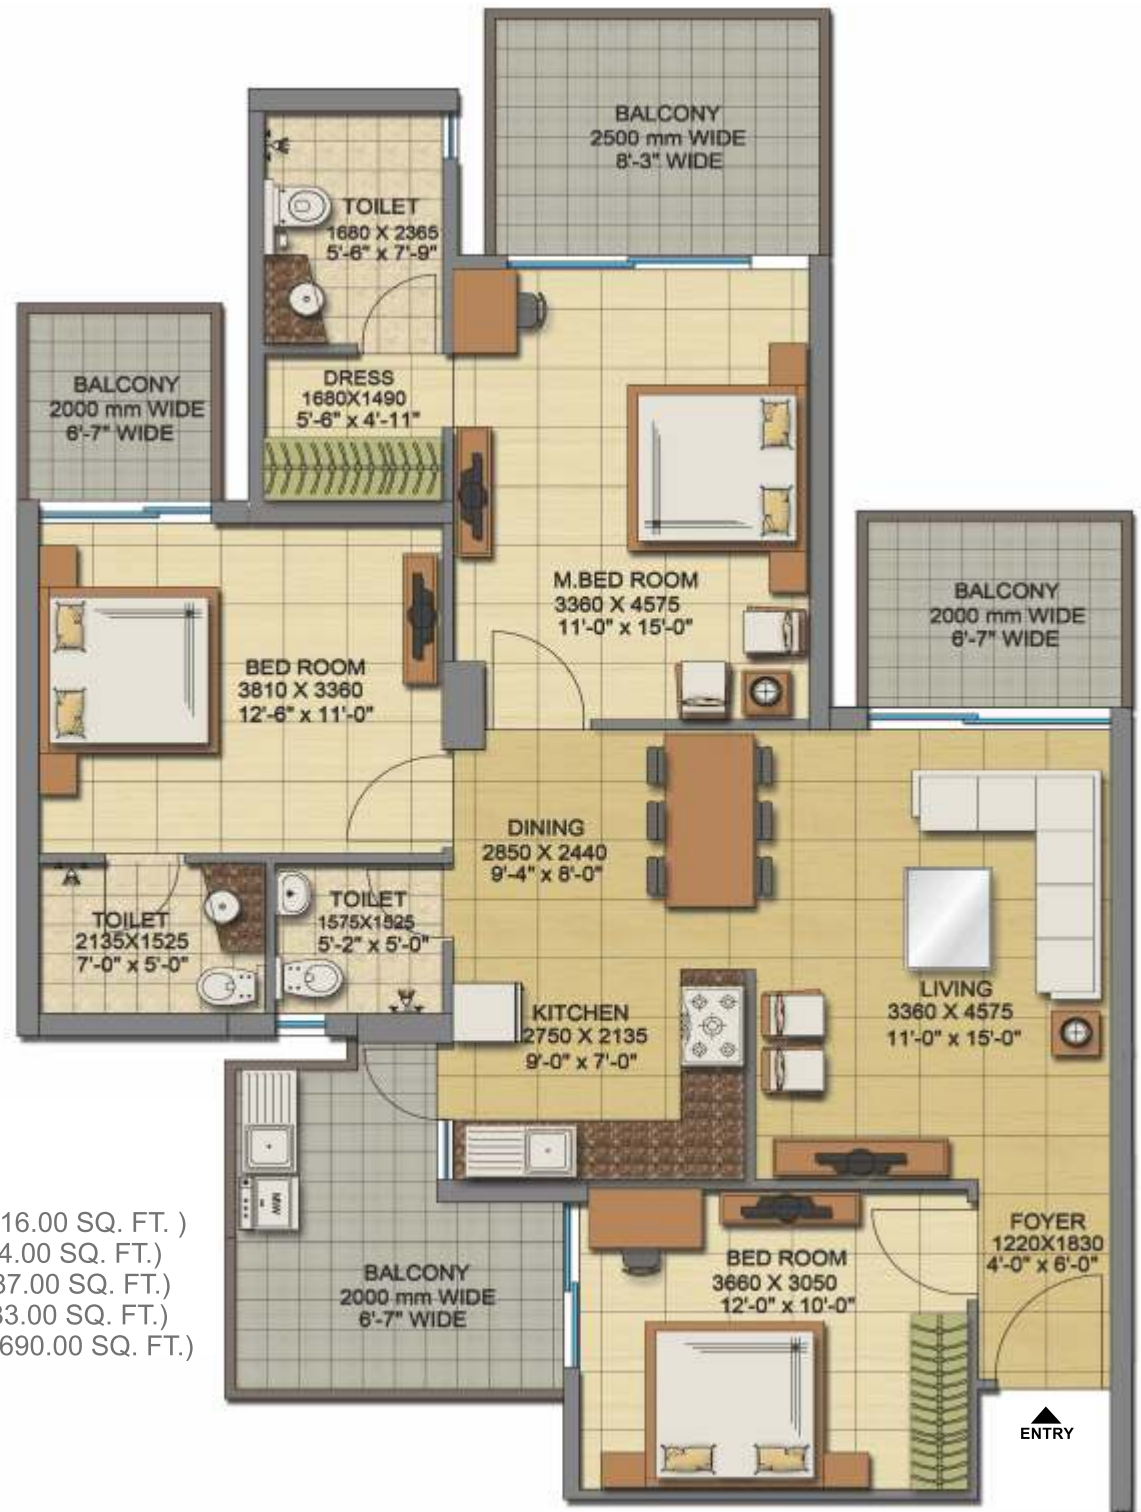 BALCONY
2500 mm WIDE
8'-3" WIDE
TOILET
1680 X 2365
5'-6" x 7'-9"
DRESS
1680X1490
5'-6" x 4'-11"
BALCONY
2000 mm WIDE
6'-7" WIDE
M.BED ROOM
3360 X 4575
11'-0" x 15'-0"
BALCONY
2000 mm WIDE
6'-7" WIDE
BED ROOM
3810 X 3360
12'-6" x 11'-0"
DINING
2850 X 2440
9'-4" x 8'-0"
TOILET
2135X1525
7'-0" x 5'-0"
TOILET
1575X1525
5'-2" x 5'-0"
KITCHEN
2750 X 2135
9'-0" x 7'-0"
LIVING
3360 X 4575
11'-0" x 15'-0"
MW
BALCONY
2000 mm WIDE
6'-7" WIDE
BED ROOM
3660 X 3050
12'-0" x 10'-0"
FOYER
1220X1830
4'-0" x 6'-0"
ENTRY
16.00 SQ. FT. )
4.00 SQ. FT.)
37.00 SQ. FT.)
33.00 SQ. FT.)
690.00 SQ. FT.)